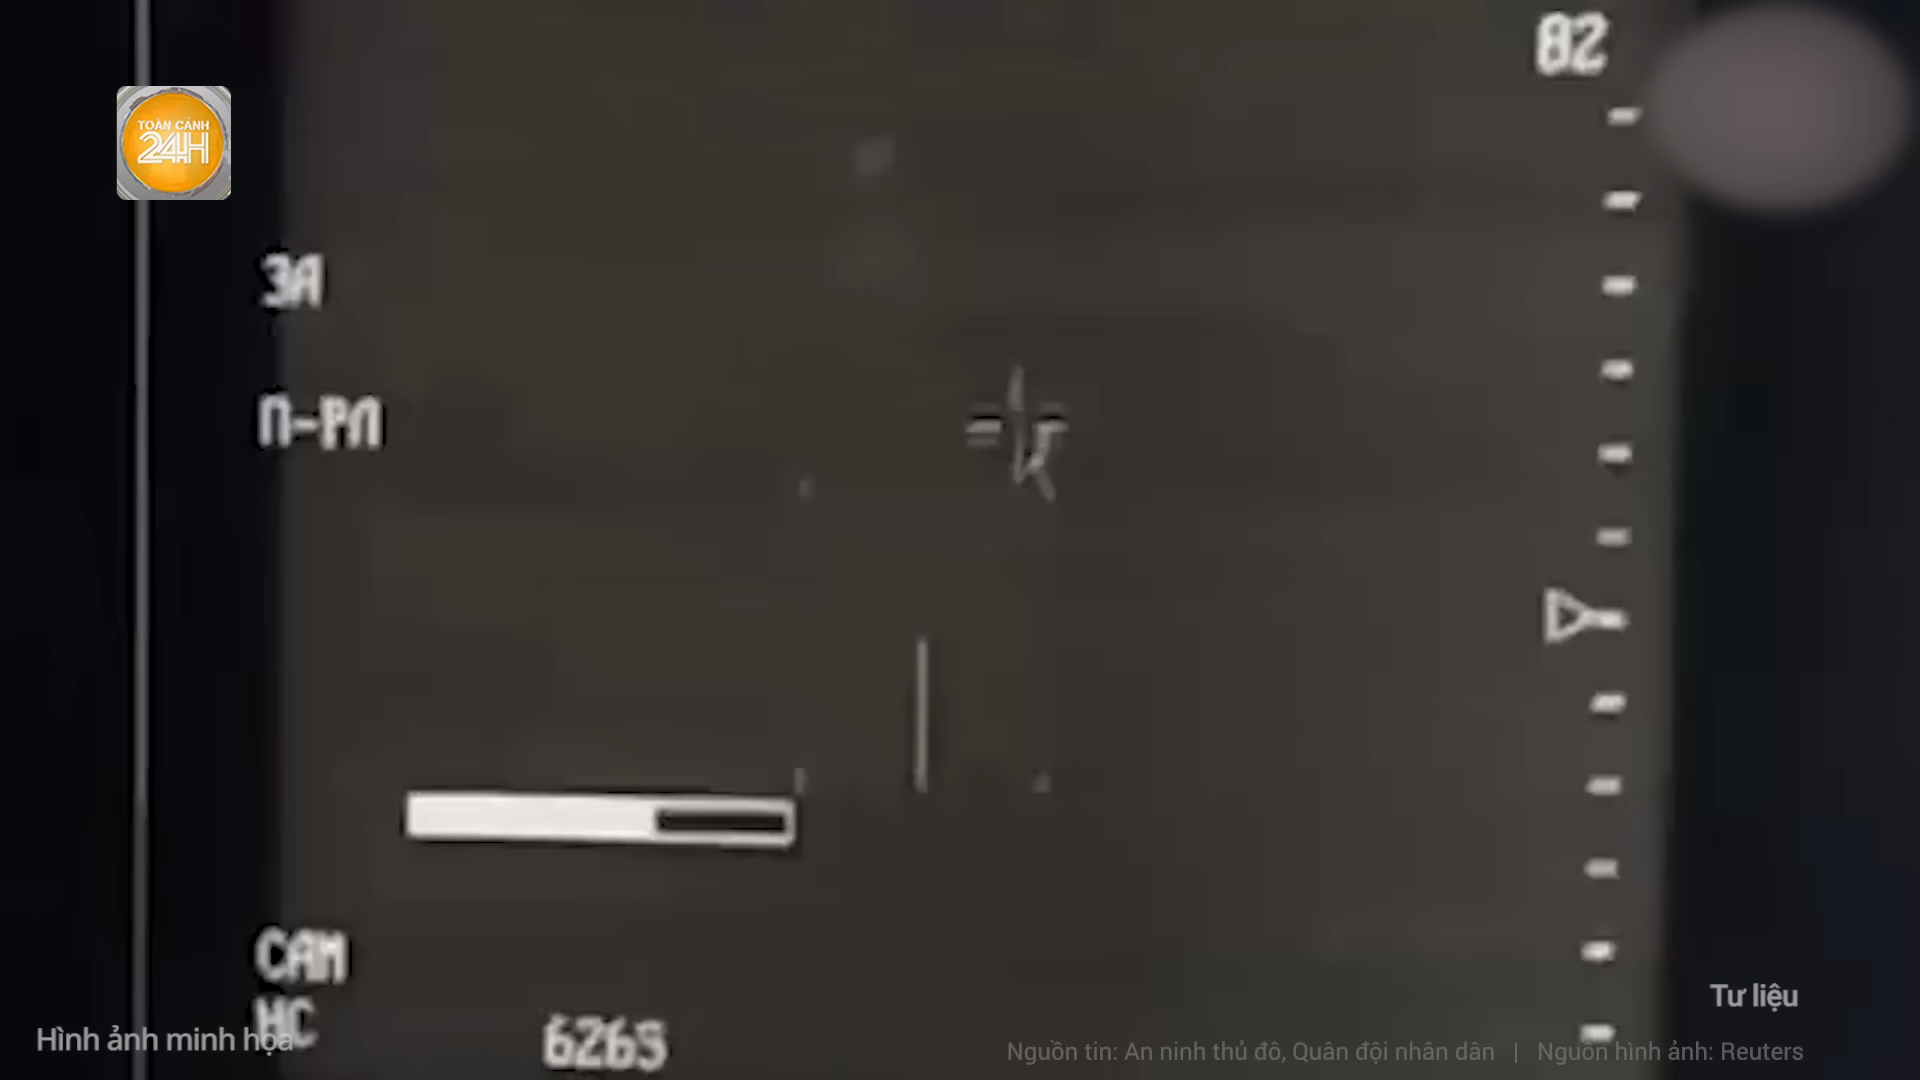 82
TOÀN CẢNH
24H
ЗА
П-РЛ
САМ
НС
6265
Tư liệu
Hình ảnh minh họa
Nguồn tin: An ninh thủ đô, Quân đội nhân dân | Nguồn hình ảnh: Reuters